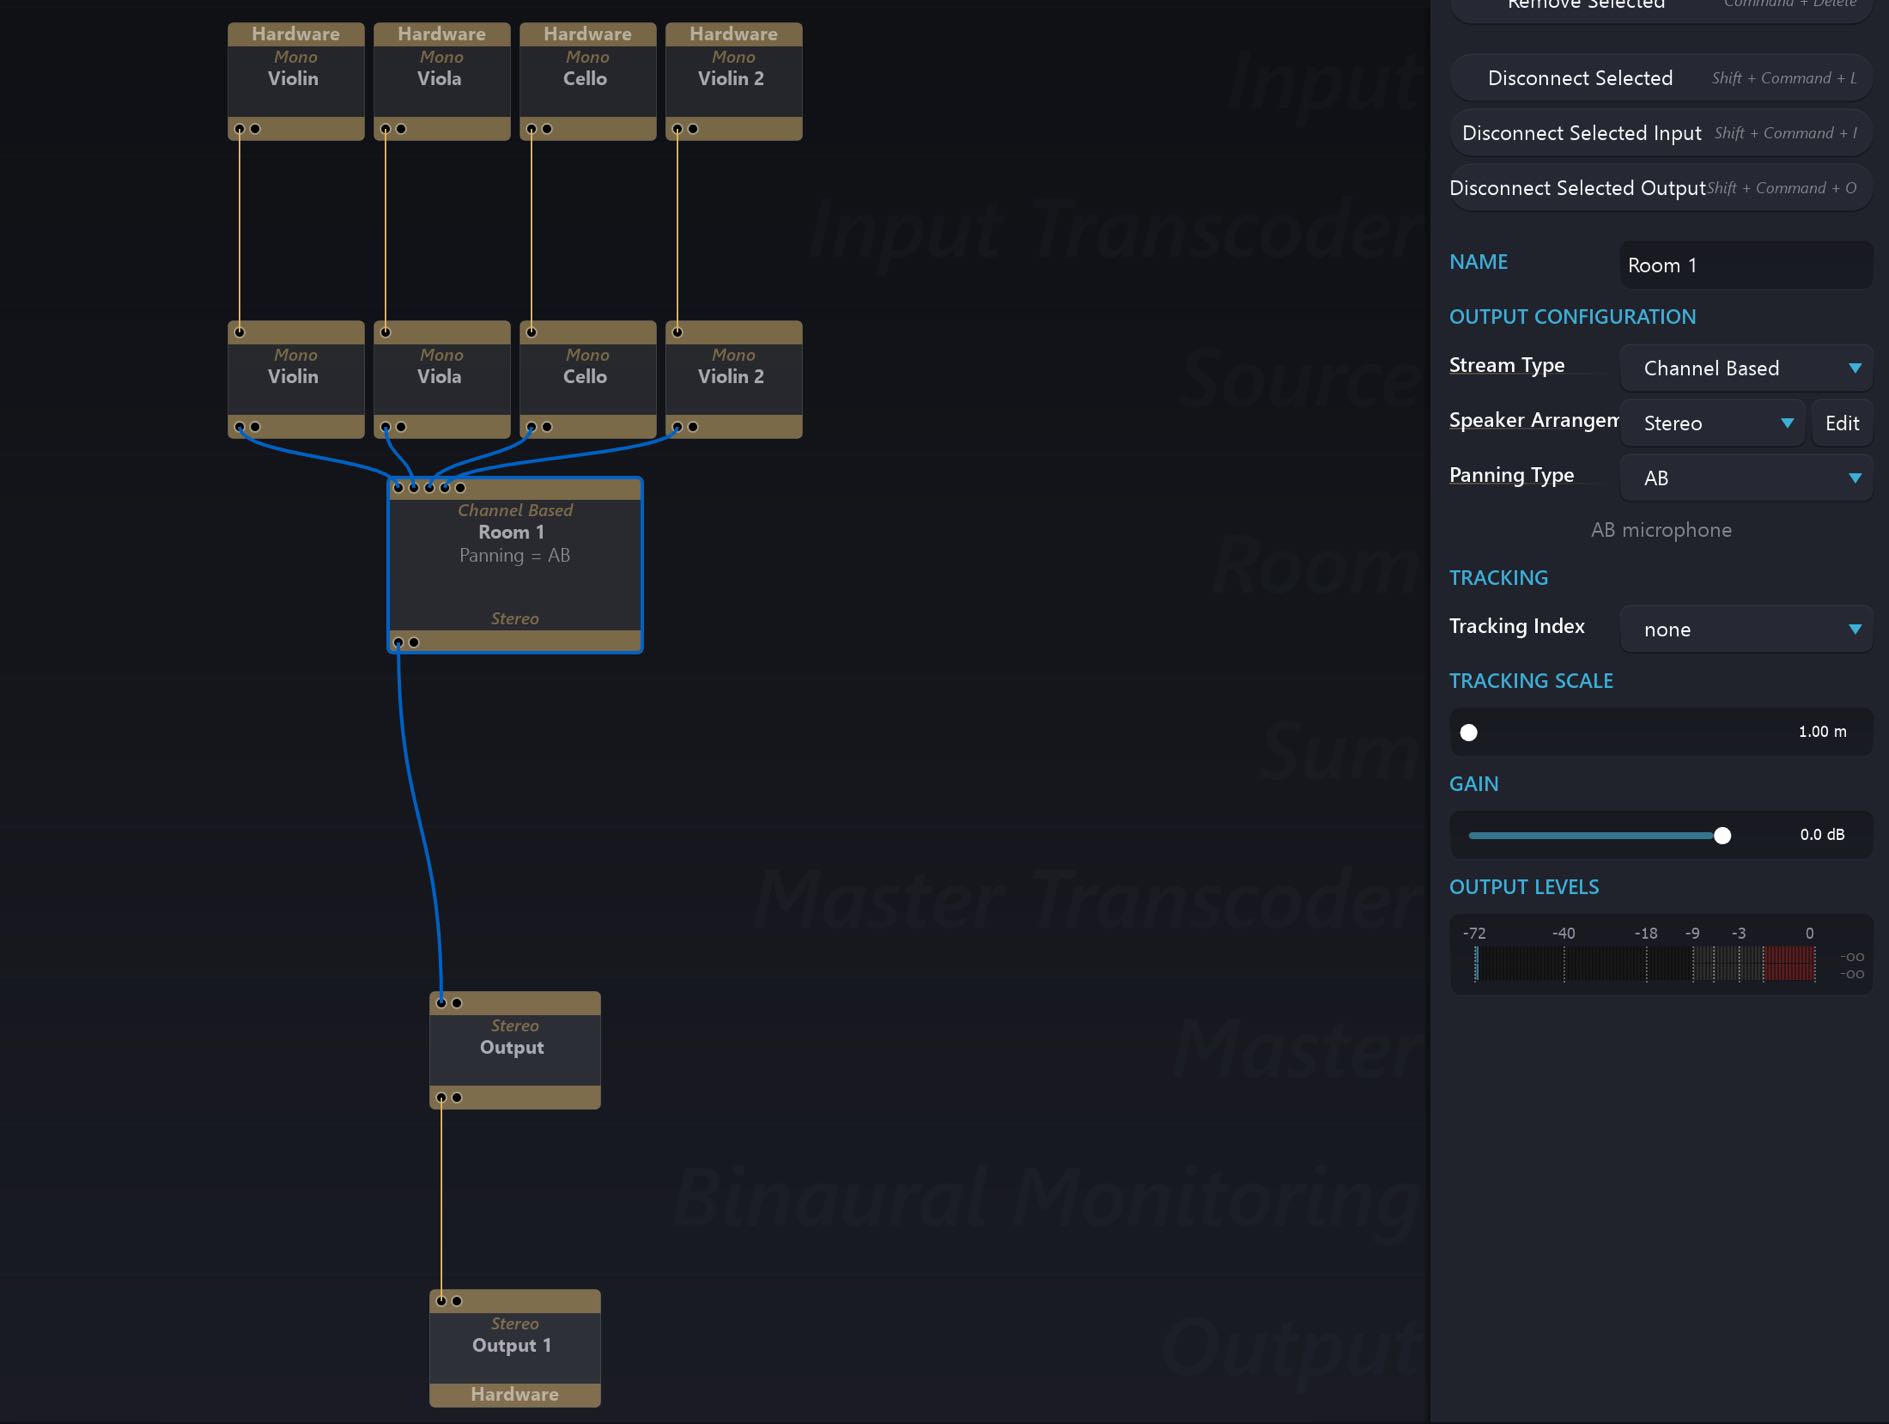 Hardware Hardware Hardware Hardware
Mono Mono Mono Mono
Violin Viola Cello Violin 2
Mono Mono Mono Mono
Violin Viola Cello Violin 2
Channel Based
Room 1
Panning = AB
Stereo
Stereo
Output
Stereo
Output 1
Hardware
Input
Input Transcoder
Source
Room
Sum
Master Transcoder
Master
Binaural Monitoring
Output
Remove Selected Command + Delete
Disconnect Selected Shift + Command + L
Disconnect Selected Input Shift + Command + I
Disconnect Selected Output Shift + Command + O
NAME Room 1
OUTPUT CONFIGURATION
Stream Type Channel Based
Speaker Arrangem Stereo Edit
Panning Type AB
AB microphone
TRACKING
Tracking Index none
TRACKING SCALE
1.00 m
GAIN
0.0 dB
OUTPUT LEVELS
-72 -40 -18 -9 -3 0
-oo
-oo